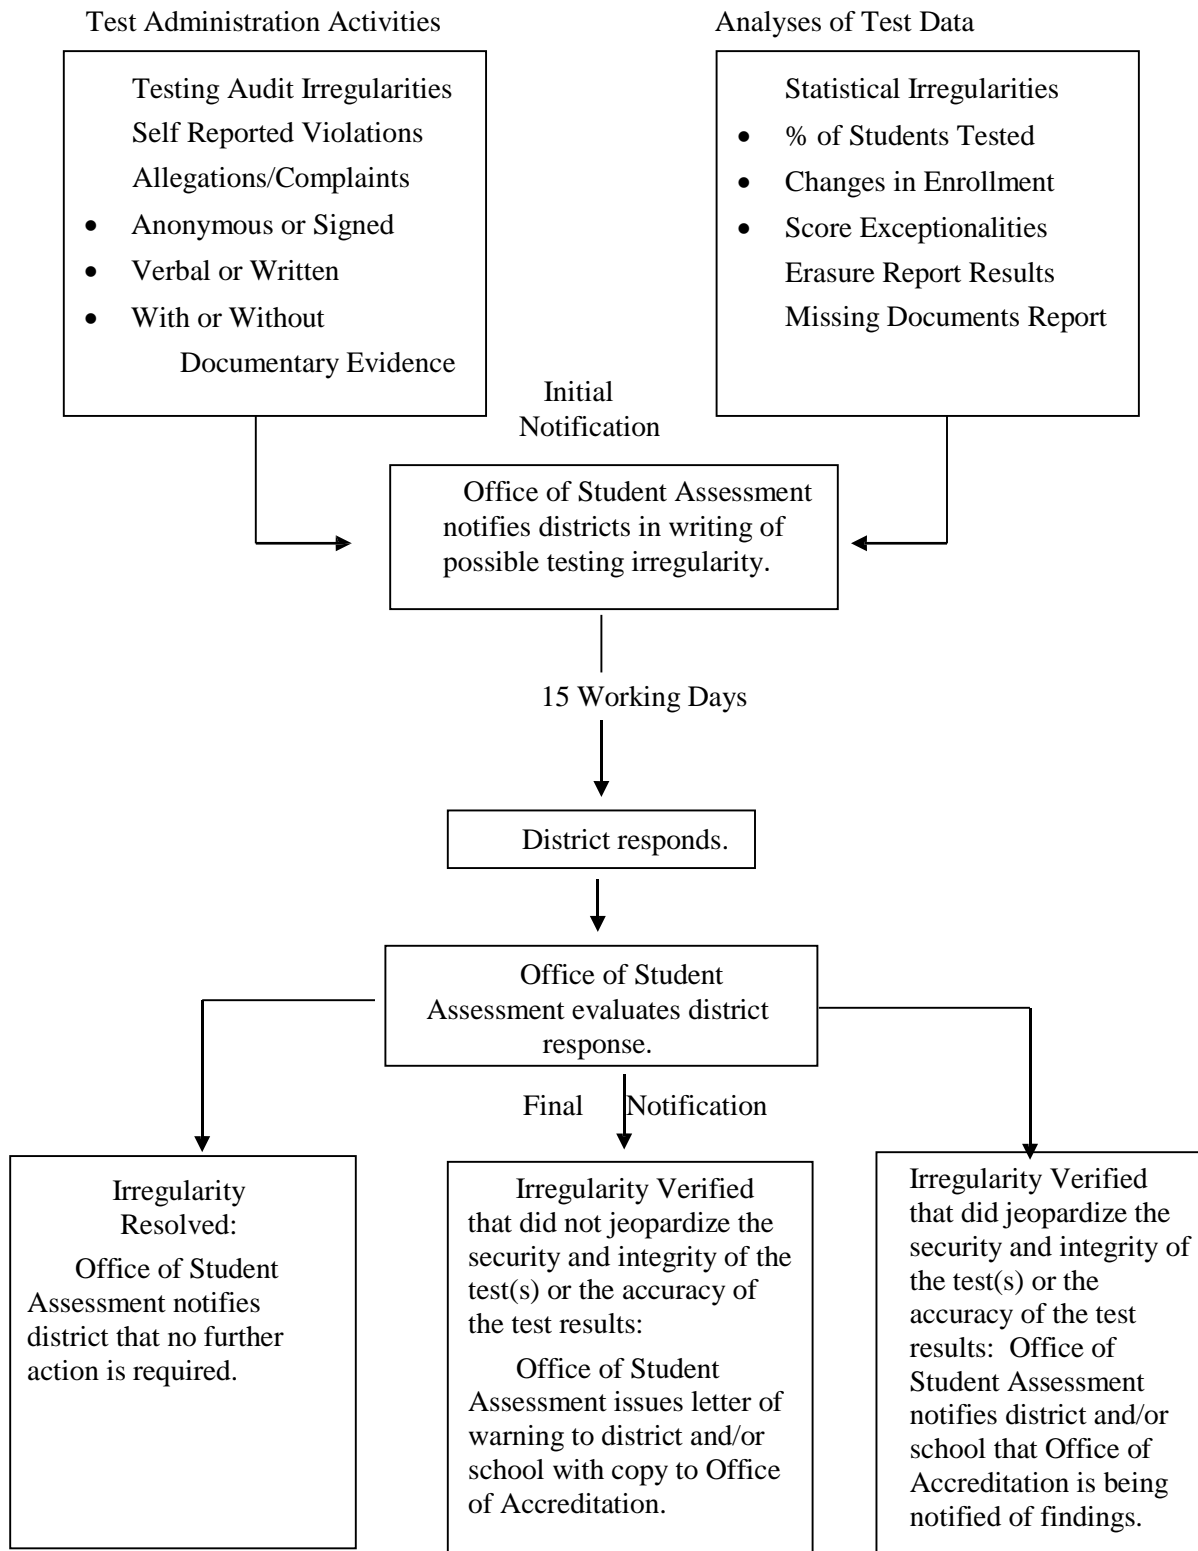 Test Administration Activities
Testing Audit Irregularities
Self Reported Violations
Allegations/Complaints
• Anonymous or Signed
• Verbal or Written
• With or Without
Documentary Evidence
Analyses of Test Data
Statistical Irregularities
• % of Students Tested
• Changes in Enrollment
• Score Exceptionalities
Erasure Report Results
Missing Documents Report
Initial
Notification
Office of Student Assessment
notifies districts in writing of
possible testing irregularity.
15 Working Days
District responds.
Office of Student
Assessment evaluates district
response.
Final Notification
Irregularity
Resolved:
Office of Student
Assessment notifies
district that no further
action is required.
Irregularity Verified
that did not jeopardize the
security and integrity of the
test(s) or the accuracy of
the test results:
Office of Student
Assessment issues letter of
warning to district and/or
school with copy to Office
of Accreditation.
Irregularity Verified
that did jeopardize the
security and integrity of
the test(s) or the
accuracy of the test
results: Office of
Student Assessment
notifies district and/or
school that Office of
Accreditation is being
notified of findings.